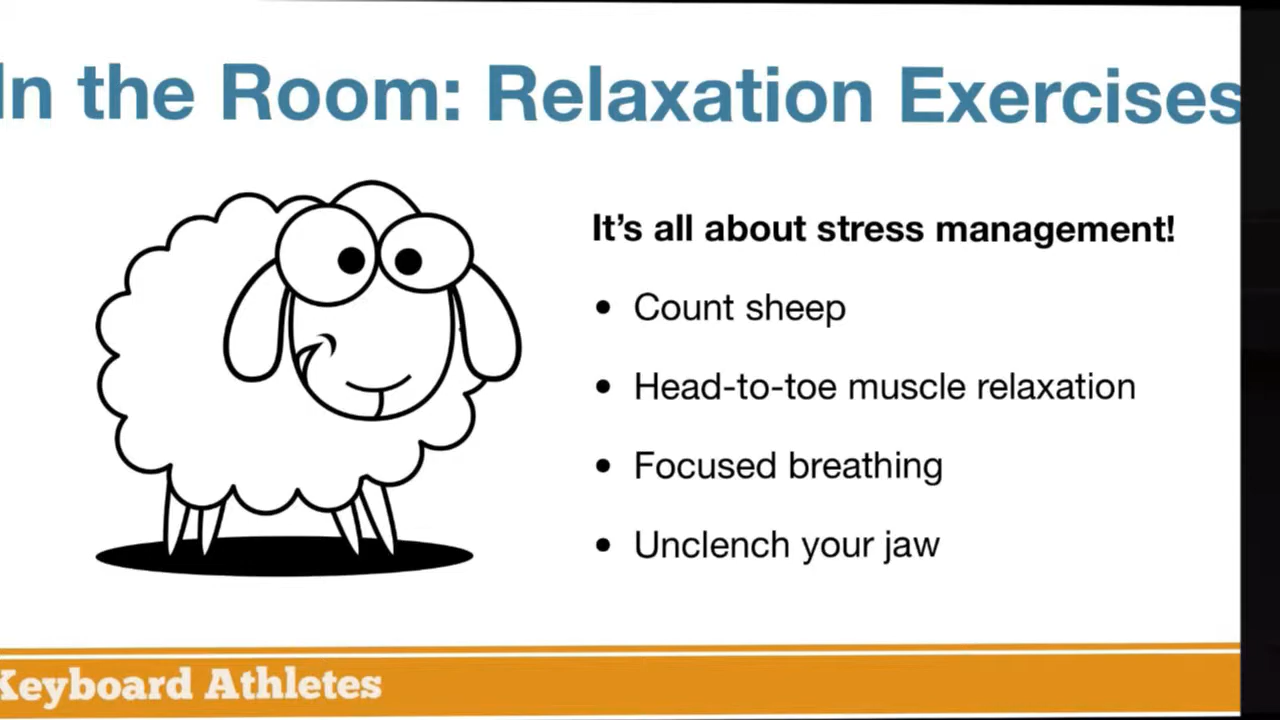 In the Room: Relaxation Exercises
It's all about stress management!
• Count sheep
• Head-to-toe muscle relaxation
• Focused breathing
• Unclench your jaw
Keyboard Athletes